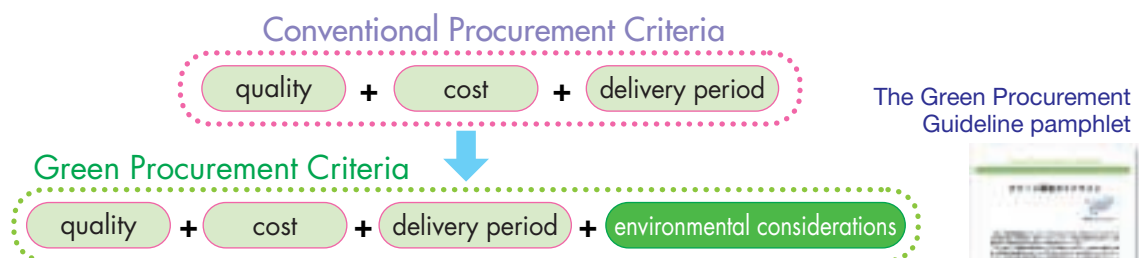 Conventional Procurement Criteria
quality + cost + delivery period
The Green Procurement
Guideline pamphlet
Green Procurement Criteria
quality + cost + delivery period + environmental considerations